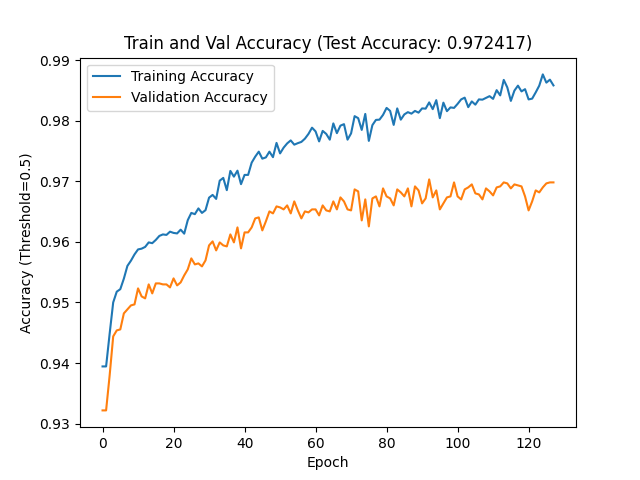 Train and Val Accuracy (Test Accuracy: 0.972417)
Training Accuracy
Validation Accuracy
Accuracy (Threshold=0.5)
0.99
0.98
0.97
0.96
0.95
0.94
0.93
0 20 40 60 80 100 120
Epoch